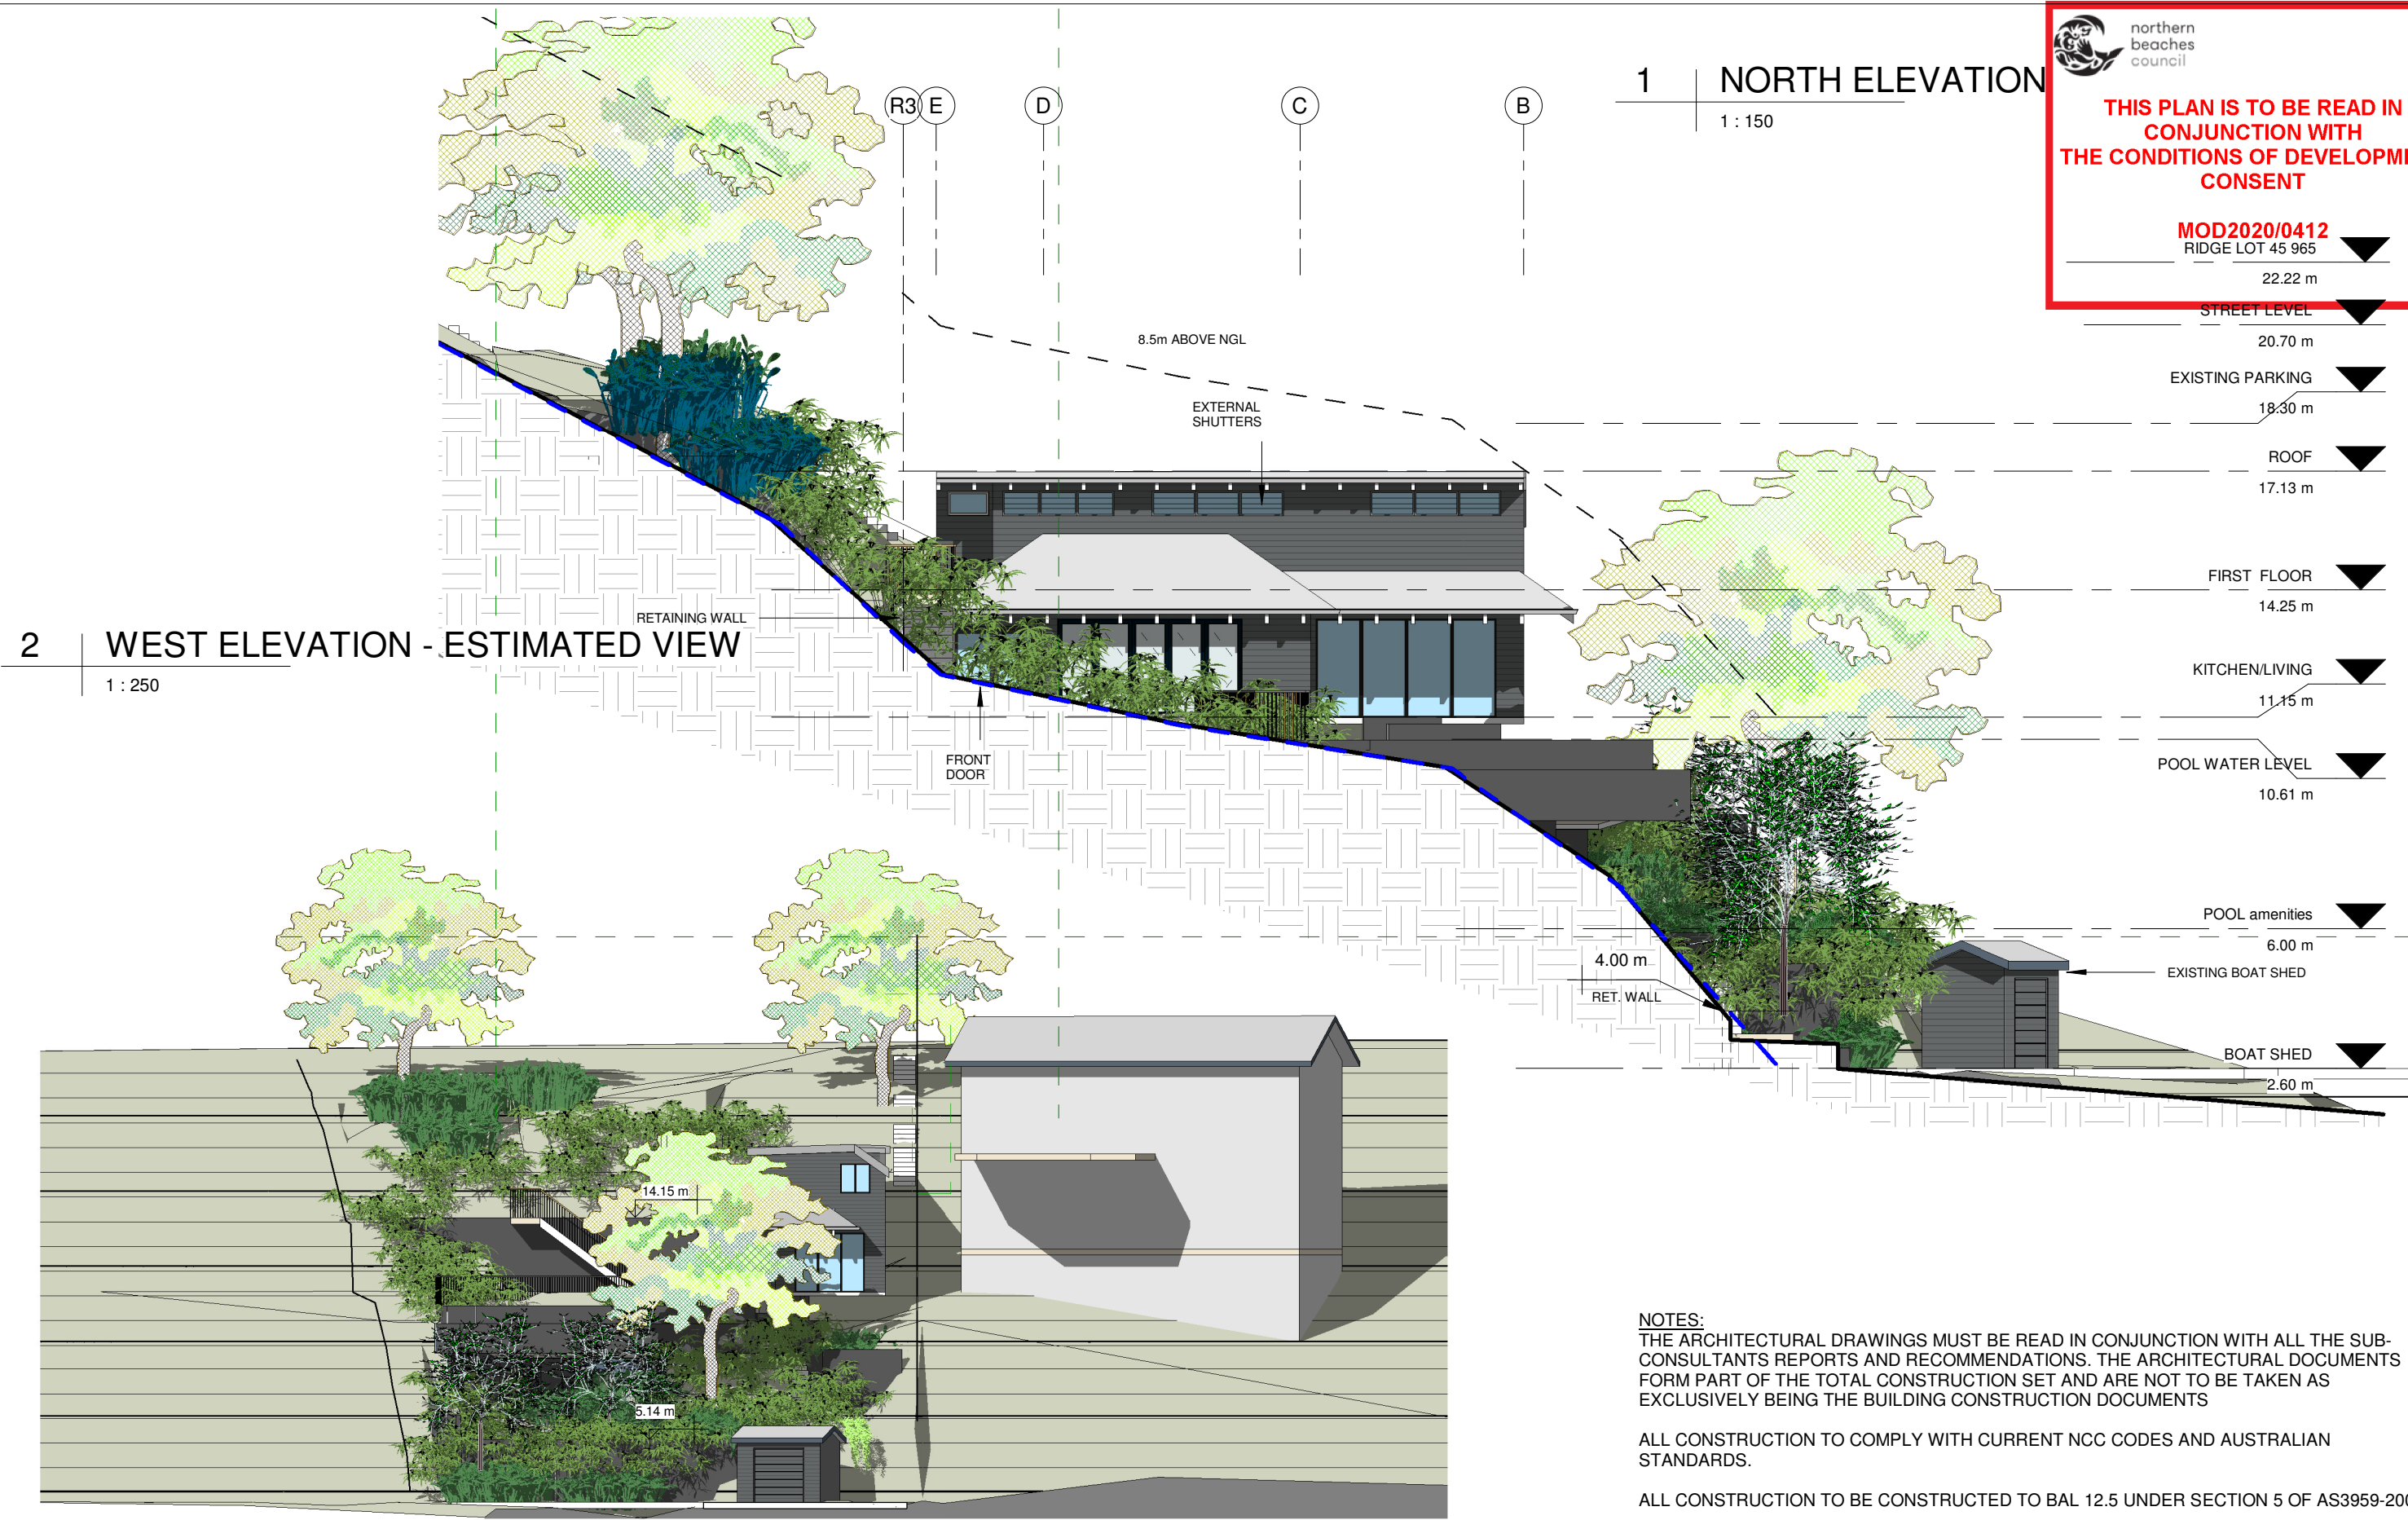 northern
beaches
council
THIS PLAN IS TO BE READ IN
CONJUNCTION WITH
THE CONDITIONS OF DEVELOPM
CONSENT
MOD2020/0412
1
NORTH ELEVATION
1 : 150
R3
E
D
C
B
RIDGE LOT 45 965
22.22 m
STREET LEVEL
20.70 m
EXISTING PARKING
18.30 m
ROOF
17.13 m
FIRST FLOOR
14.25 m
KITCHEN/LIVING
11.15 m
POOL WATER LEVEL
10.61 m
POOL amenities
6.00 m
EXISTING BOAT SHED
BOAT SHED
2.60 m
8.5m ABOVE NGL
EXTERNAL
SHUTTERS
RETAINING WALL
FRONT
DOOR
4.00 m
RET. WALL
2
WEST ELEVATION - ESTIMATED VIEW
1 : 250
14.15 m
5.14 m
NOTES:
THE ARCHITECTURAL DRAWINGS MUST BE READ IN CONJUNCTION WITH ALL THE SUB-
CONSULTANTS REPORTS AND RECOMMENDATIONS. THE ARCHITECTURAL DOCUMENTS
FORM PART OF THE TOTAL CONSTRUCTION SET AND ARE NOT TO BE TAKEN AS
EXCLUSIVELY BEING THE BUILDING CONSTRUCTION DOCUMENTS
ALL CONSTRUCTION TO COMPLY WITH CURRENT NCC CODES AND AUSTRALIAN
STANDARDS.
ALL CONSTRUCTION TO BE CONSTRUCTED TO BAL 12.5 UNDER SECTION 5 OF AS3959-200